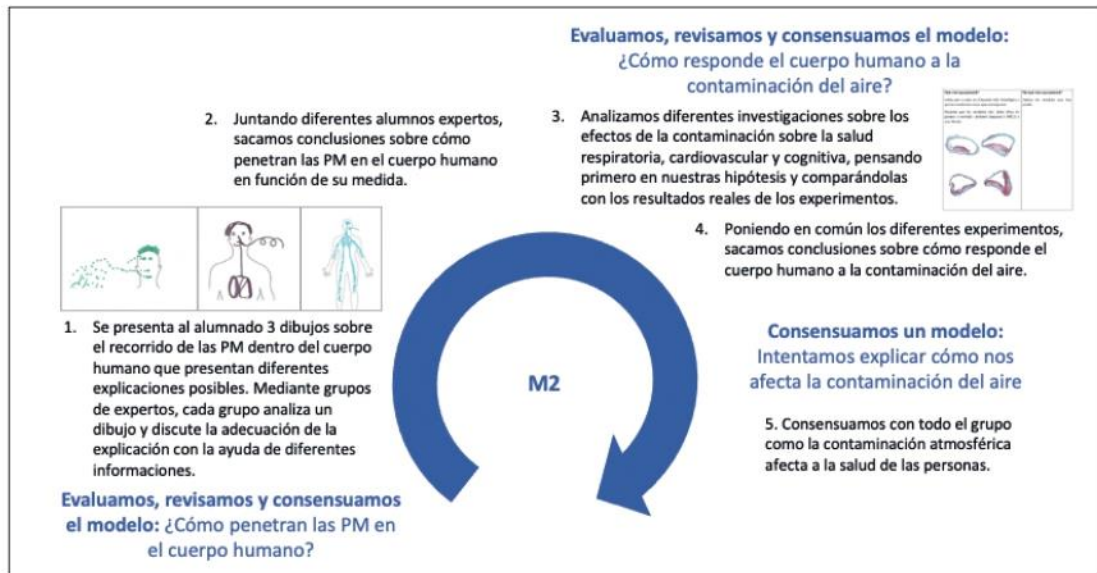 Evaluamos, revisamos y consensuamos el modelo:
¿Cómo responde el cuerpo humano a la
contaminación del aire?
2. Juntando diferentes alumnos expertos,
sacamos conclusiones sobre cómo
penetran las PM en el cuerpo humano
en función de su medida.
3. Analizamos diferentes investigaciones sobre los
efectos de la contaminación sobre la salud
respiratoria, cardiovascular y cognitiva, pensando
primero en nuestras hipótesis y comparándolas
con los resultados reales de los experimentos.
4. Poniendo en común los diferentes experimentos,
sacamos conclusiones sobre cómo responde el
cuerpo humano a la contaminación del aire.
1. Se presenta al alumnado 3 dibujos sobre
el recorrido de las PM dentro del cuerpo
humano que presentan diferentes
explicaciones posibles. Mediante grupos
de expertos, cada grupo analiza un
dibujo y discute la adecuación de la
explicación con la ayuda de diferentes
informaciones.
M2
Consensuamos un modelo:
Intentamos explicar cómo nos
afecta la contaminación del aire
5. Consensuamos con todo el grupo
como la contaminación atmosférica
afecta a la salud de las personas.
Evaluamos, revisamos y consensuamos
el modelo: ¿Cómo penetran las PM en
el cuerpo humano?